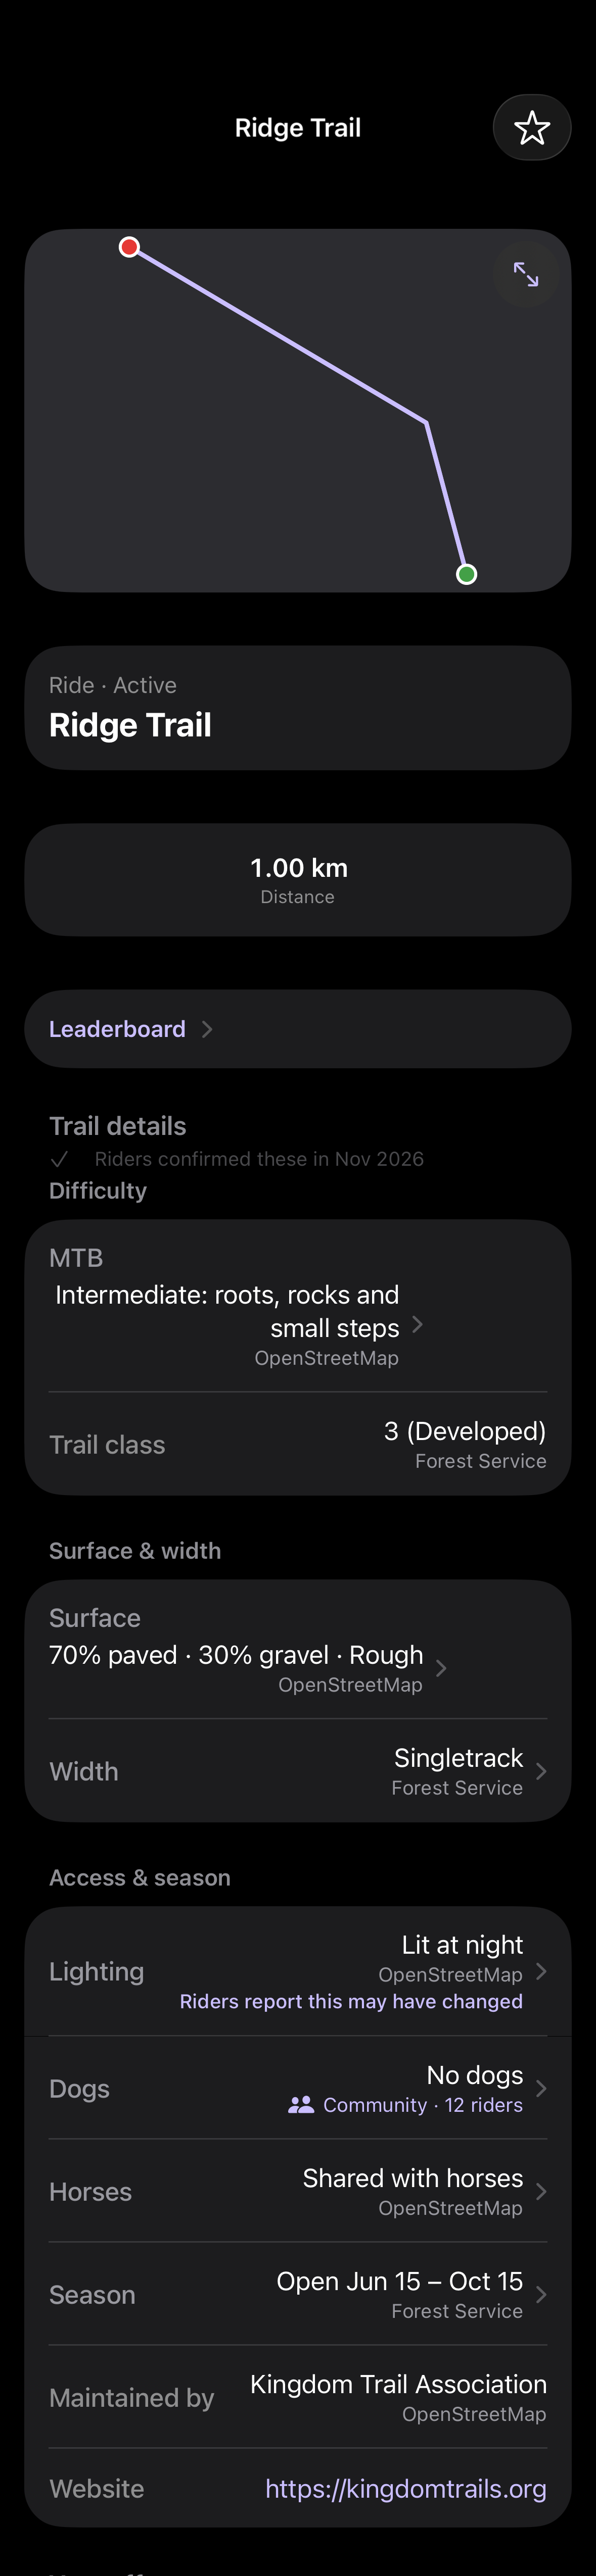 Ridge Trail
Ride · Active
Ridge Trail
1.00 km
Distance
Leaderboard
Trail details
Riders confirmed these in Nov 2026
Difficulty
MTB
Intermediate: roots, rocks and
small steps
OpenStreetMap
Trail class
3 (Developed)
Forest Service
Surface & width
Surface
70% paved · 30% gravel · Rough
OpenStreetMap
Width
Singletrack
Forest Service
Access & season
Lighting
Lit at night
OpenStreetMap
Riders report this may have changed
Dogs
No dogs
Community · 12 riders
Horses
Shared with horses
OpenStreetMap
Season
Open Jun 15 – Oct 15
Forest Service
Maintained by
Kingdom Trail Association
OpenStreetMap
Website
https://kingdomtrails.org